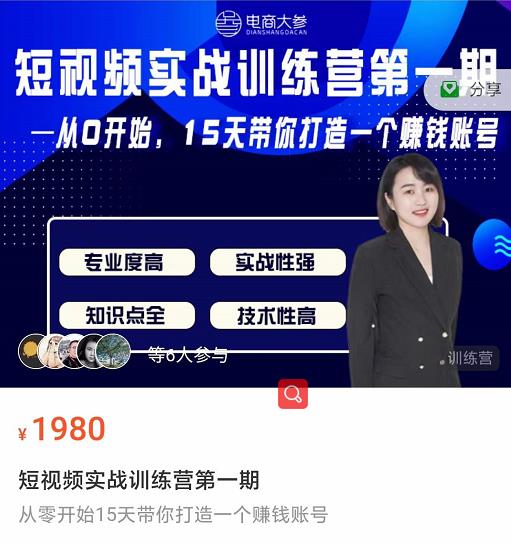 电商大参
DIANSHANGDACAN
短视频实战训练营第一期
分享
—从0开始，15天带你打造一个赚钱账号
专业度高
实战性强
知识点全
技术性高
等6人参与
训练营
¥ 1980
短视频实战训练营第一期
从零开始15天带你打造一个赚钱账号